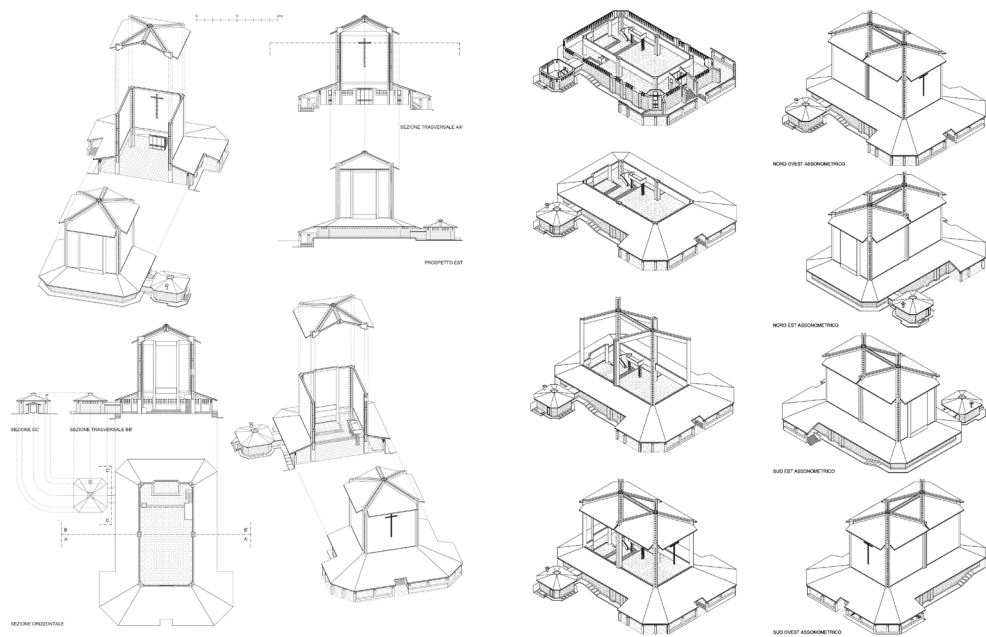 SEZIONE TRASVERSALE AA'
PROSPETTO EST
SEZIONE CC'
SEZIONE TRASVERSALE BB'
C'
C
B
B'
A
A'
SEZIONE ORIZZONTALE
NORD OVEST ASSONOMETRICO
NORD EST ASSONOMETRICO
SUD EST ASSONOMETRICO
SUD OVEST ASSONOMETRICO